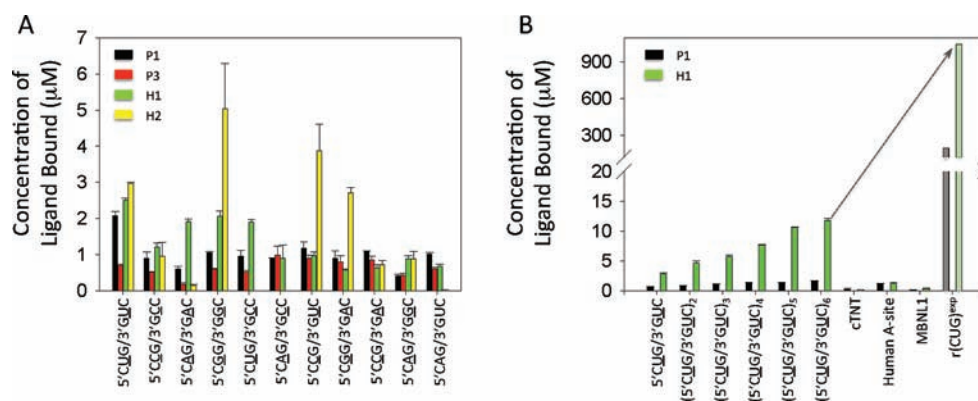 A
Concentration of
Ligand Bound (μM)
7
6
5
4
3
2
1
0
P1
P3
H1
H2
5'CUG/3'GUC
5'CCG/3'GCC
5'CAG/3'GAC
5'CGG/3'GGC
5'CUG/3'GCC
5'CAG/3'GCC
5'CCG/3'GUC
5'CGG/3'GAC
5'CCG/3'GAC
5'CAG/3'GGC
5'CAG/3'GUC
B
Concentration of
Ligand Bound (μM)
900
600
300
20
15
10
5
0
P1
H1
5'CUG/3'GUC
(5'CUG/3'GUC)2
(5'CUG/3'GUC)3
(5'CUG/3'GUC)4
(5'CUG/3'GUC)5
(5'CUG/3'GUC)6
cTNT
Human A-site
MBNL1
r(CUG)exp